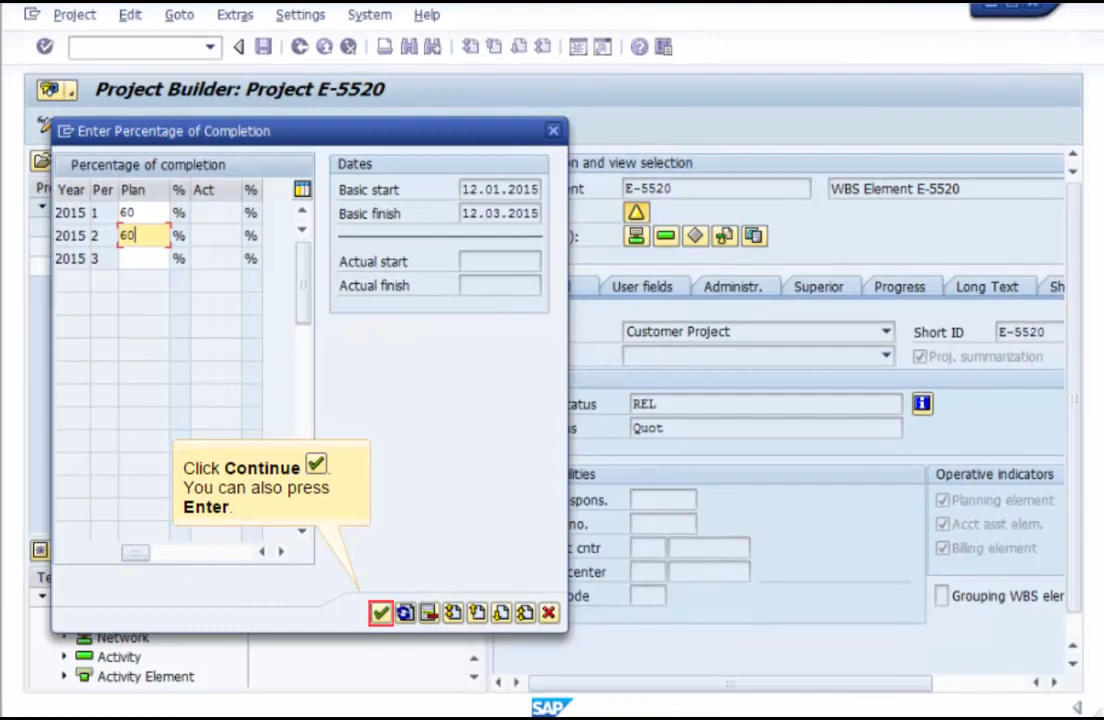 Project Edit Goto Extras Settings System Help
Project Builder: Project E-5520
Enter Percentage of Completion
Percentage of completion
Year Per Plan % Act %
2015 1 60 % %
2015 2 60 % %
2015 3 % %
Dates
Basic start 12.01.2015
Basic finish 12.03.2015
Actual start
Actual finish
Click Continue .
You can also press
Enter.
on and view selection
ent E-5520 WBS Element E-5520
):
User fields Administr. Superior Progress Long Text Sh
Customer Project Short ID E-5520
Proj. summarization
tatus REL
s Quot
ilities Operative indicators
spons. Planning element
no. Acct asst elem.
t cntr Billing element
center
ode Grouping WBS eler
Pr
Te
Network
Activity
Activity Element
SAP